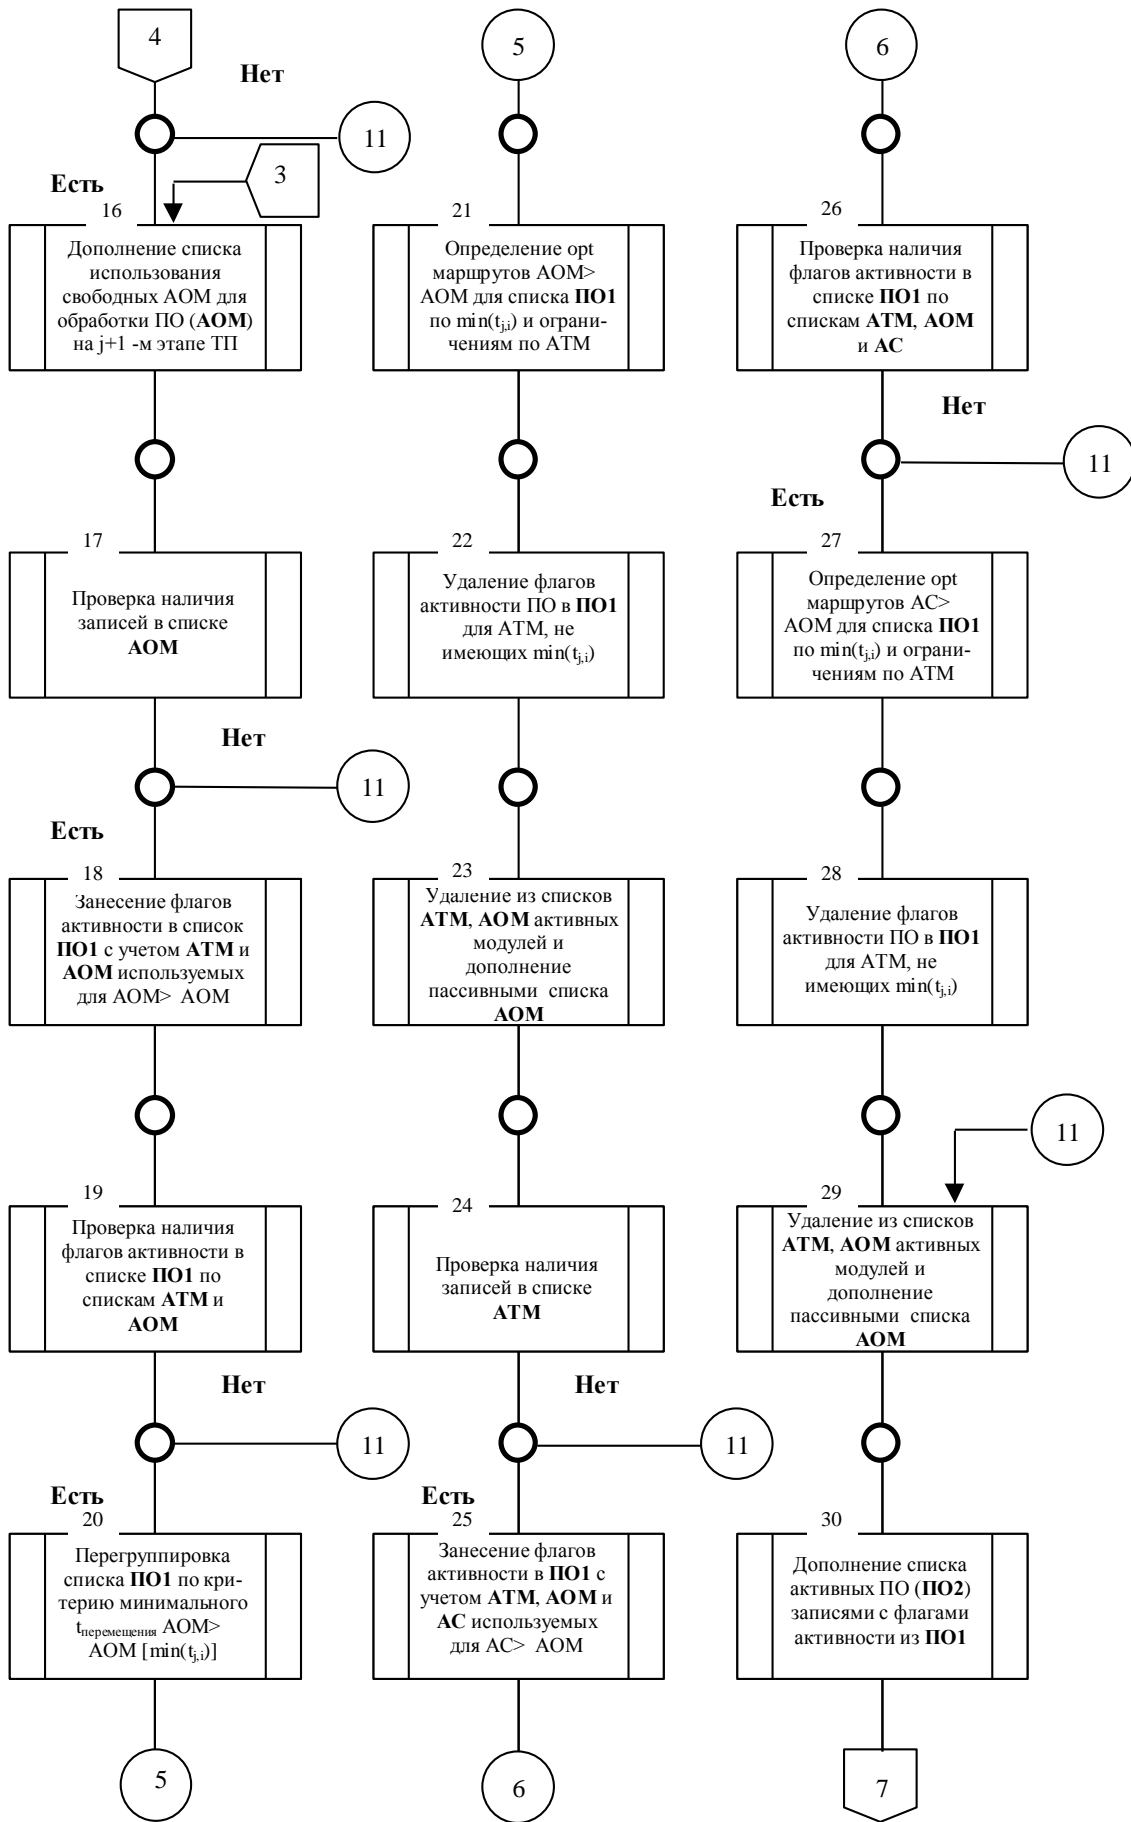 4
Нет
11
3
Есть
16
Дополнение списка
использования
свободных АОМ для
обработки ПО (АОМ)
на j+1 -м этапе ТП
17
Проверка наличия
записей в списке
АОМ
Нет
11
Есть
18
Занесение флагов
активности в список
ПО1 с учетом АТМ и
АОМ используемых
для АОМ> АОМ
19
Проверка наличия
флагов активности в
списке ПО1 по
спискам АТМ и
АОМ
Нет
11
Есть
20
Перегруппировка
списка ПО1 по кри-
терию минимального
tперемещения АОМ>
АОМ [min(tj,i)]
5
5
21
Определение opt
маршрутов АОМ>
АОМ для списка ПО1
по min(tj,i) и ограни-
чениям по АТМ
22
Удаление флагов
активности ПО в ПО1
для АТМ, не
имеющих min(tj,i)
23
Удаление из списков
АТМ, АОМ активных
модулей и
дополнение
пассивными списка
АОМ
24
Проверка наличия
записей в списке
АТМ
Нет
11
Есть
25
Занесение флагов
активности в ПО1 с
учетом АТМ, АОМ и
АС используемых
для АС> АОМ
6
6
26
Проверка наличия
флагов активности в
списке ПО1 по
спискам АТМ, АОМ
и АС
Нет
11
Есть
27
Определение opt
маршрутов АС>
АОМ для списка ПО1
по min(tj,i) и ограни-
чениям по АТМ
28
Удаление флагов
активности ПО в ПО1
для АТМ, не
имеющих min(tj,i)
11
29
Удаление из списков
АТМ, АОМ активных
модулей и
дополнение
пассивными списка
АОМ
30
Дополнение списка
активных ПО (ПО2)
записями с флагами
активности из ПО1
7